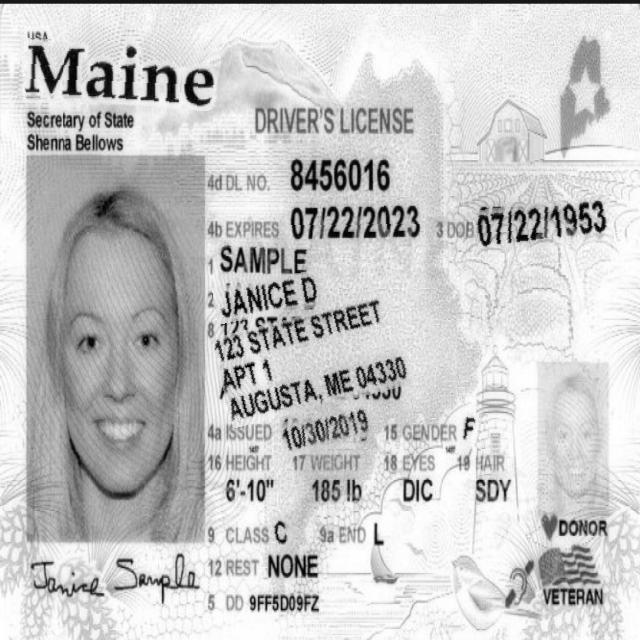 USA
Maine
Secretary of State
Shenna Bellows
DRIVER'S LICENSE
4d DL NO. 8456016
4b EXPIRES 07/22/2023 3 DOB 07/22/1953
1 SAMPLE
2 JANICE D
8 123 STATE STREET
APT 1
AUGUSTA, ME 04330
4a ISSUED 10/30/2019 15 GENDER F
16 HEIGHT 17 WEIGHT 18 EYES 19 HAIR
6'-10" 185 lb DIC SDY
9 CLASS C 9a END L
12 REST NONE
5 DD 9FF5D09FZ
Janice Sample
DONOR
VETERAN